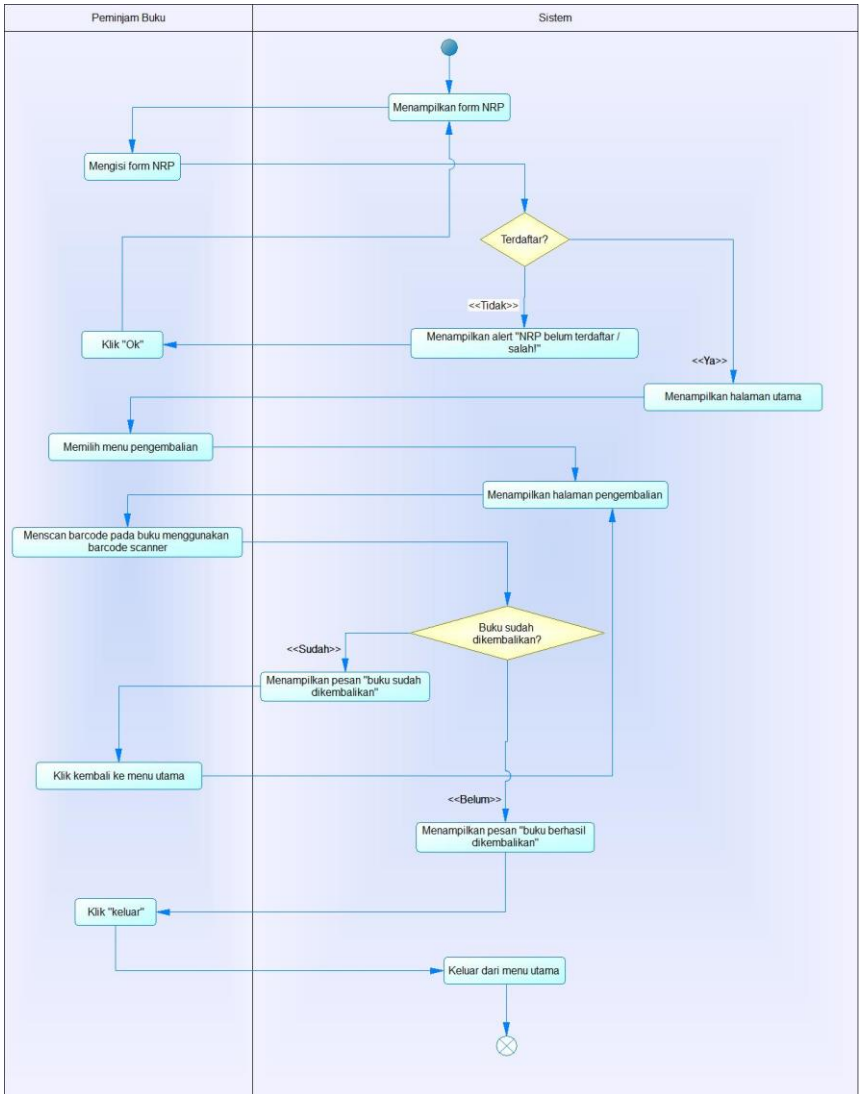 Peminjam Buku
Sistem
Menampilkan form NRP
Mengisi form NRP
Terdaftar?
<<Tidak>>
Menampilkan alert "NRP belum terdaftar /
salah!"
Klik "Ok"
<<Ya>>
Menampilkan halaman utama
Memilih menu pengembalian
Menampilkan halaman pengembalian
Menscan barcode pada buku menggunakan
barcode scanner
Buku sudah
dikembalikan?
<<Sudah>>
Menampilkan pesan "buku sudah
dikembalikan"
Klik kembali ke menu utama
<<Belum>>
Menampilkan pesan "buku berhasil
dikembalikan"
Klik "keluar"
Keluar dari menu utama